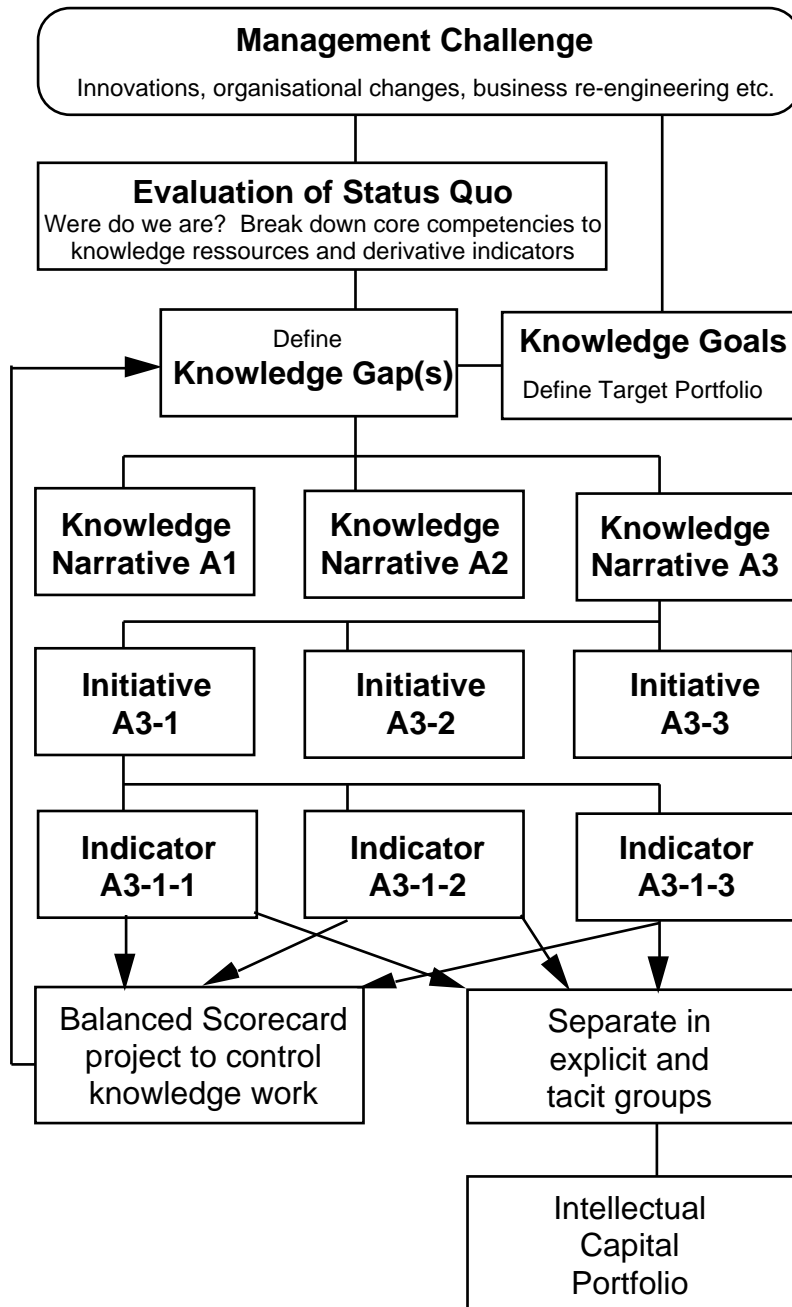 Management Challenge
Innovations, organisational changes, business re-engineering etc.
Evaluation of Status Quo
Were do we are? Break down core competencies to
knowledge ressources and derivative indicators
Define
Knowledge Gap(s)
Knowledge Goals
Define Target Portfolio
Knowledge
Narrative A1
Knowledge
Narrative A2
Knowledge
Narrative A3
Initiative
A3-1
Initiative
A3-2
Initiative
A3-3
Indicator
A3-1-1
Indicator
A3-1-2
Indicator
A3-1-3
Balanced Scorecard
project to control
knowledge work
Separate in
explicit and
tacit groups
Intellectual
Capital
Portfolio